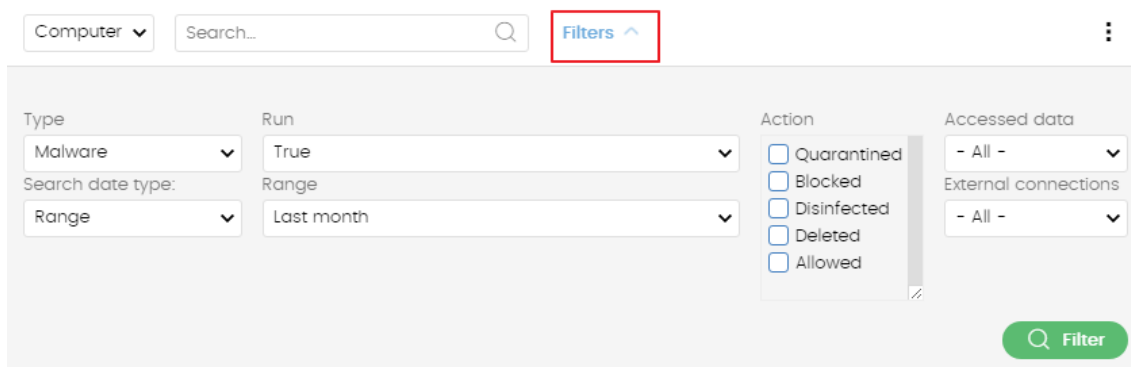 Computer Search... Filters
Type Run Action Accessed data
Malware True Quarantined - All -
Search date type: Range Blocked External connections
Range Last month Disinfected - All -
Deleted
Allowed
Filter